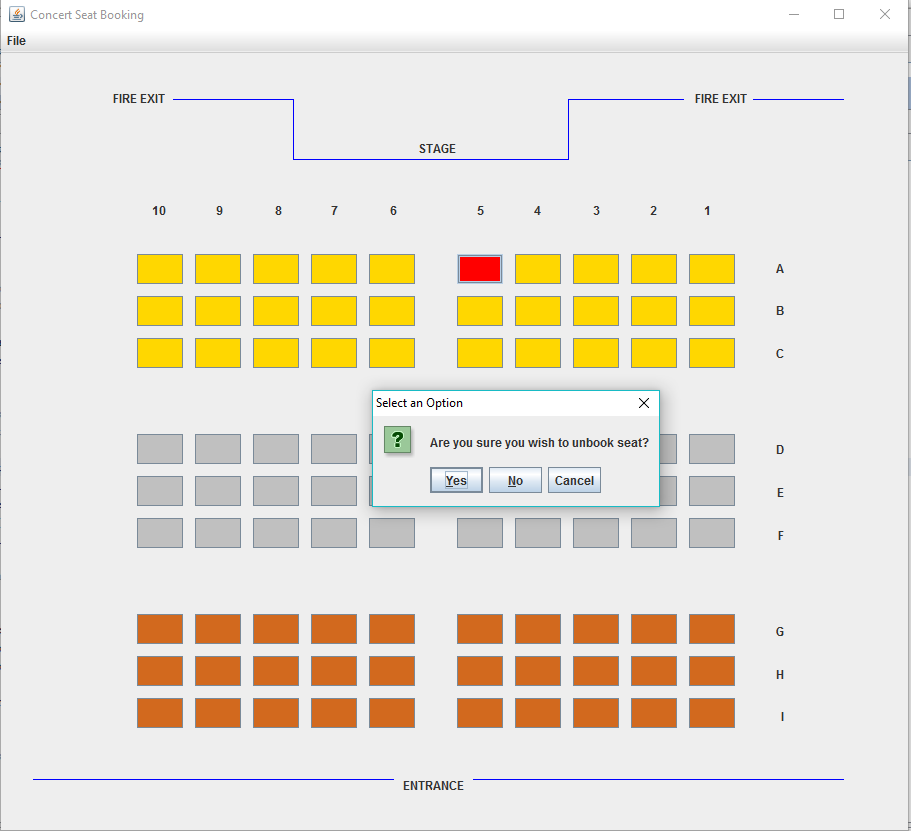 Concert Seat Booking
File
FIRE EXIT
FIRE EXIT
STAGE
10 9 8 7 6 5 4 3 2 1
A
B
C
Select an Option
? Are you sure you wish to unbook seat?
Yes No Cancel
D
E
F
G
H
I
ENTRANCE